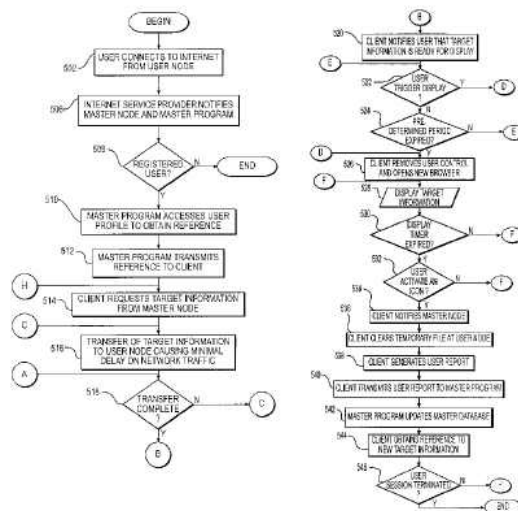 BEGIN
502
USER CONNECTS TO INTERNET
FROM USER NODE
506
INTERNET SERVICE PROVIDER NOTIFIES
MASTER NODE AND MASTER PROGRAM
REGISTERED
USER?
N
END
Y
510
MASTER PROGRAM ACCESSES USER
PROFILE TO OBTAIN REFERENCE
512
MASTER PROGRAM TRANSMITS
REFERENCE TO CLIENT
H
514
CLIENT REQUESTS TARGET INFORMATION
FROM MASTER NODE
516
TRANSFER OF TARGET INFORMATION
TO USER NODE CAUSING MINIMAL
DELAY ON NETWORK TRAFFIC
A
518
TRANSFER
COMPLETE
?
N
Y
B
520
CLIENT NOTIFIES USER THAT TARGET
INFORMATION IS READY FOR DISPLAY
E
522
USER
TRIGGER DISPLAY
?
Y
D
N
524
PRE
DETERMINED PERIOD
EXPIRED?
N
E
Y
526
CLIENT REMOVES USER CONTROL
AND OPENS NEW BROWSER
F
528
DISPLAY TARGET
INFORMATION
530
DISPLAY
TIMER
EXPIRED?
N
F
Y
532
USER
ACTIVATE AN
ICON?
N
F
Y
534
CLIENT NOTIFIES MASTER NODE
536
CLIENT CLEARS TEMPORARY FILE AT USER NODE
538
CLIENT GENERATES USER REPORT
540
CLIENT TRANSMITS USER REPORT TO MASTER PROGRAM
542
MASTER PROGRAM UPDATES MASTER DATABASE
544
CLIENT OBTAINS REFERENCE TO
NEW TARGET INFORMATION
USER
SESSION TERMINATED
?
N
Y
END